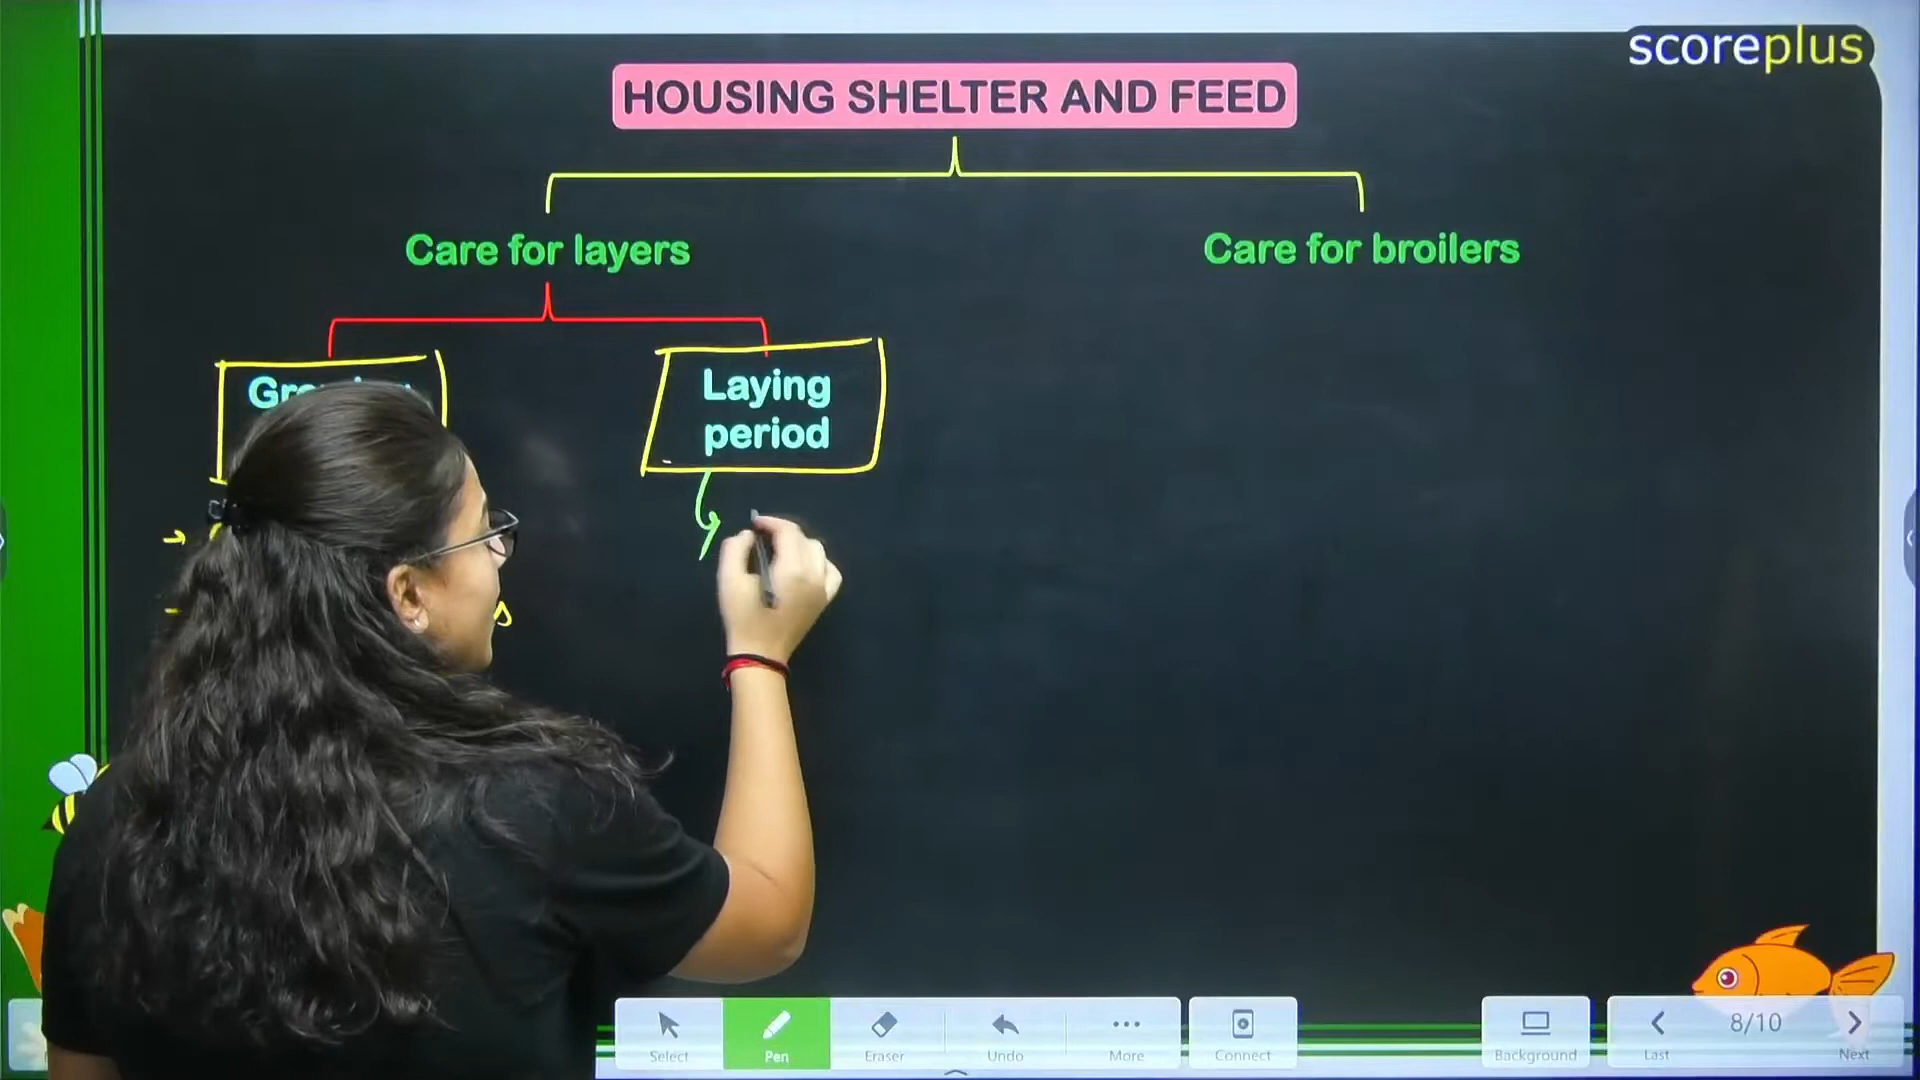 scoreplus
HOUSING SHELTER AND FEED
Care for layers
Care for broilers
Laying
period
Select
Pen
Eraser
Undo
More
Connect
Background
Last
8/10
Next